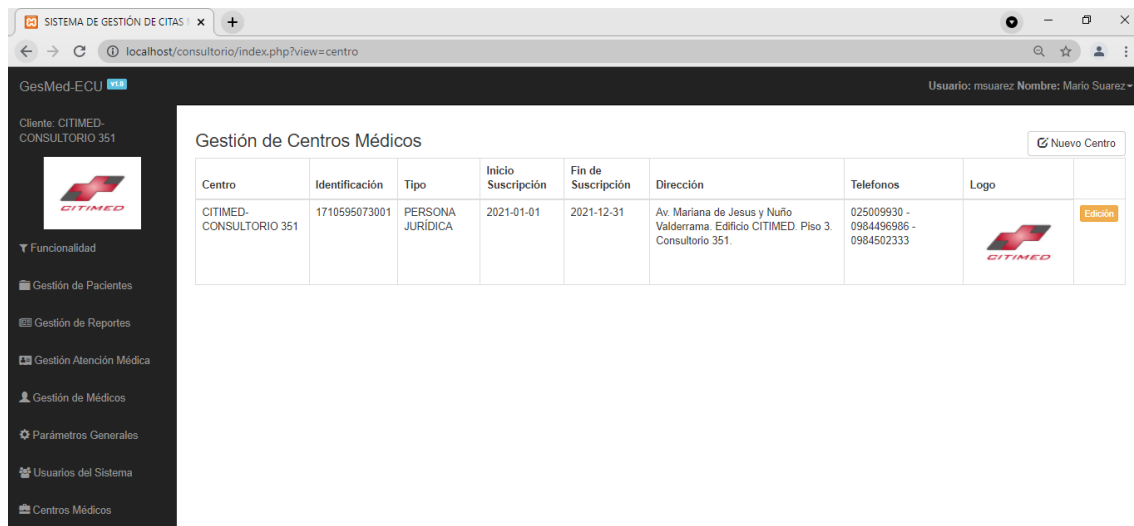 SISTEMA DE GESTIÓN DE CITAS
localhost/consultorio/index.php?view=centro
GesMed-ECU v1.0
Usuario: msuarez Nombre: Mario Suarez
Cliente: CITIMED-
CONSULTORIO 351
CITIMED
Funcionalidad
Gestión de Pacientes
Gestión de Reportes
Gestión Atención Médica
Gestión de Médicos
Parámetros Generales
Usuarios del Sistema
Centros Médicos
Gestión de Centros Médicos
Nuevo Centro
Centro
Identificación
Tipo
Inicio
Suscripción
Fin de
Suscripción
Dirección
Telefonos
Logo
CITIMED-
CONSULTORIO 351
1710595073001
PERSONA
JURÍDICA
2021-01-01
2021-12-31
Av. Mariana de Jesus y Nuño
Valderrama. Edificio CITIMED. Piso 3.
Consultorio 351.
025009930 -
0984496986 -
0984502333
CITIMED
Edición